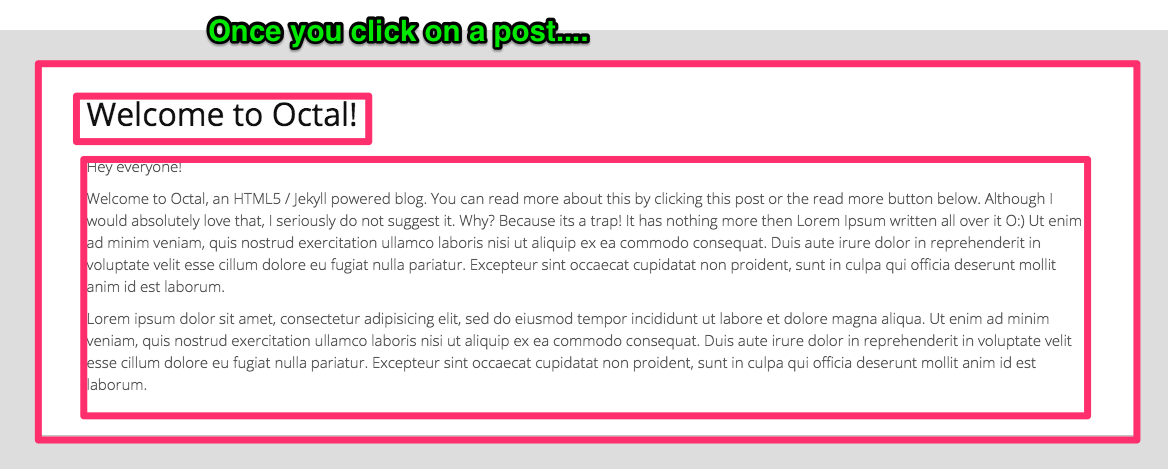 Once you click on a post....
Welcome to Octal!
Hey everyone!
Welcome to Octal, an HTML5 / Jekyll powered blog. You can read more about this by clicking this post or the read more button below. Although I
would absolutely love that, I seriously do not suggest it. Why? Because its a trap! It has nothing more then Lorem Ipsum written all over it O:) Ut enim
ad minim veniam, quis nostrud exercitation ullamco laboris nisi ut aliquip ex ea commodo consequat. Duis aute irure dolor in reprehenderit in
voluptate velit esse cillum dolore eu fugiat nulla pariatur. Excepteur sint occaecat cupidatat non proident, sunt in culpa qui officia deserunt mollit
anim id est laborum.
Lorem ipsum dolor sit amet, consectetur adipisicing elit, sed do eiusmod tempor incididunt ut labore et dolore magna aliqua. Ut enim ad minim
veniam, quis nostrud exercitation ullamco laboris nisi ut aliquip ex ea commodo consequat. Duis aute irure dolor in reprehenderit in voluptate velit
esse cillum dolore eu fugiat nulla pariatur. Excepteur sint occaecat cupidatat non proident, sunt in culpa qui officia deserunt mollit anim id est
laborum.